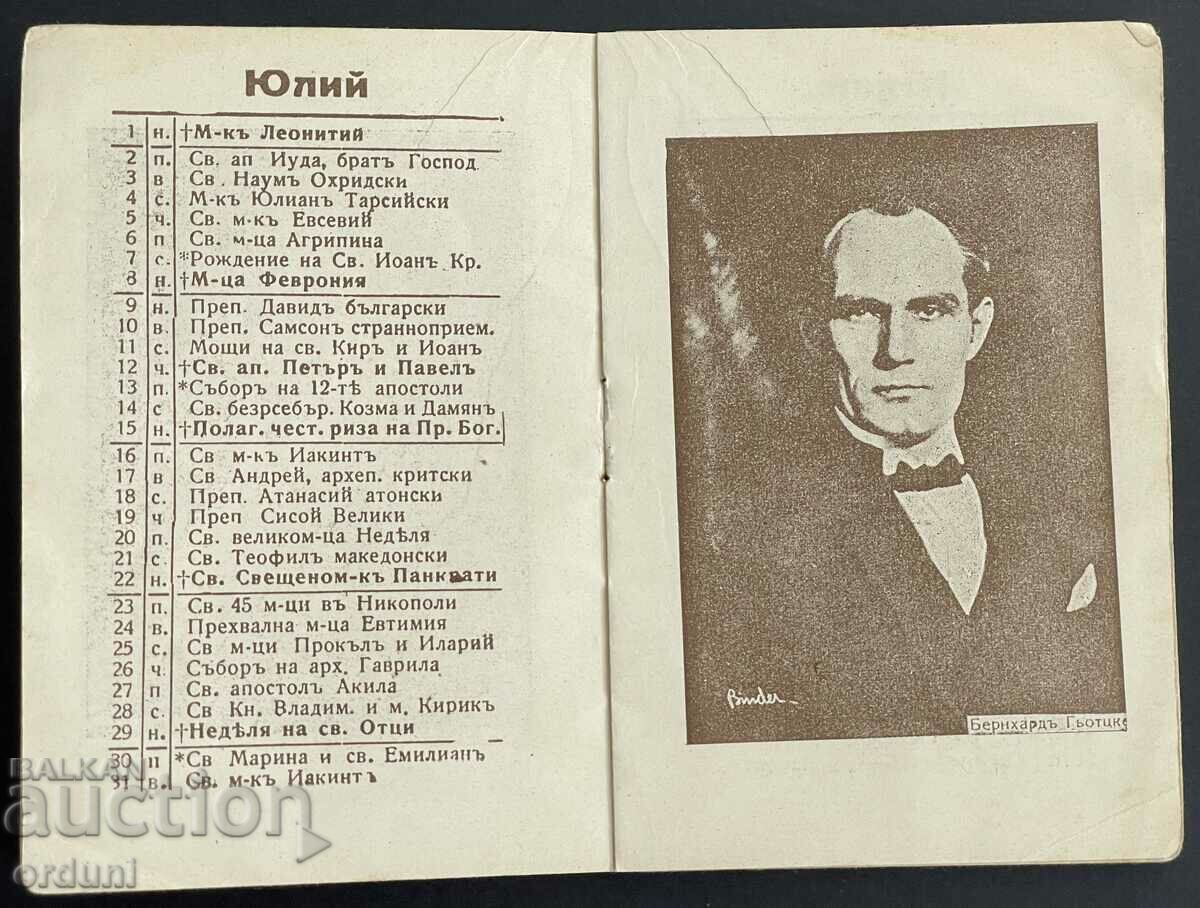 Юлий
1 н. †М-къ Леонитий
2 п. Св. ап Иуда, братъ Господ.
3 в Св. Наумъ Охридски
4 с. М-къ Юлианъ Тарсийски
5 ч. Св. м-къ Евсевий
6 п Св. м-ца Агрипина
7 с. *Рождение на Св. Иоанъ Кр.
8 н. †М-ца Феврония
9 н. Преп. Давидъ български
10 в. Преп. Самсонъ странноприем.
11 с. Мощи на св. Киръ и Иоанъ
12 ч. †Св. ап. Петъръ и Павелъ
13 п. *Съборъ на 12-тѣ апостоли
14 с Св. безрсебър. Козма и Дамянъ
15 н. †Полаг. чест. риза на Пр. Бог.
16 п. Св м-къ Иакинтъ
17 в Св Андрей, археп. критски
18 с. Преп. Атанасий атонски
19 ч Преп Сисой Велики
20 п. Св. великом-ца Недѣля
21 с Св. Теофилъ македонски
22 н. †Св. Свещеном-къ Панкрати
23 п. Св. 45 м-ци въ Никополи
24 в. Прехвална м-ца Евтимия
25 с. Св м-ци Прокълъ и Иларий
26 ч. Съборъ на арх. Гаврила
27 п Св. апостолъ Акила
28 с. Св Кн. Владим. и м. Кирикъ
29 н. †Недѣля на св. Отци
30 п *Св Марина и св. Емилианъ
31 в. Св. м-къ Иакинтъ
Binder
Бернхардъ Гьотцке
BALKAN
auction
orduni